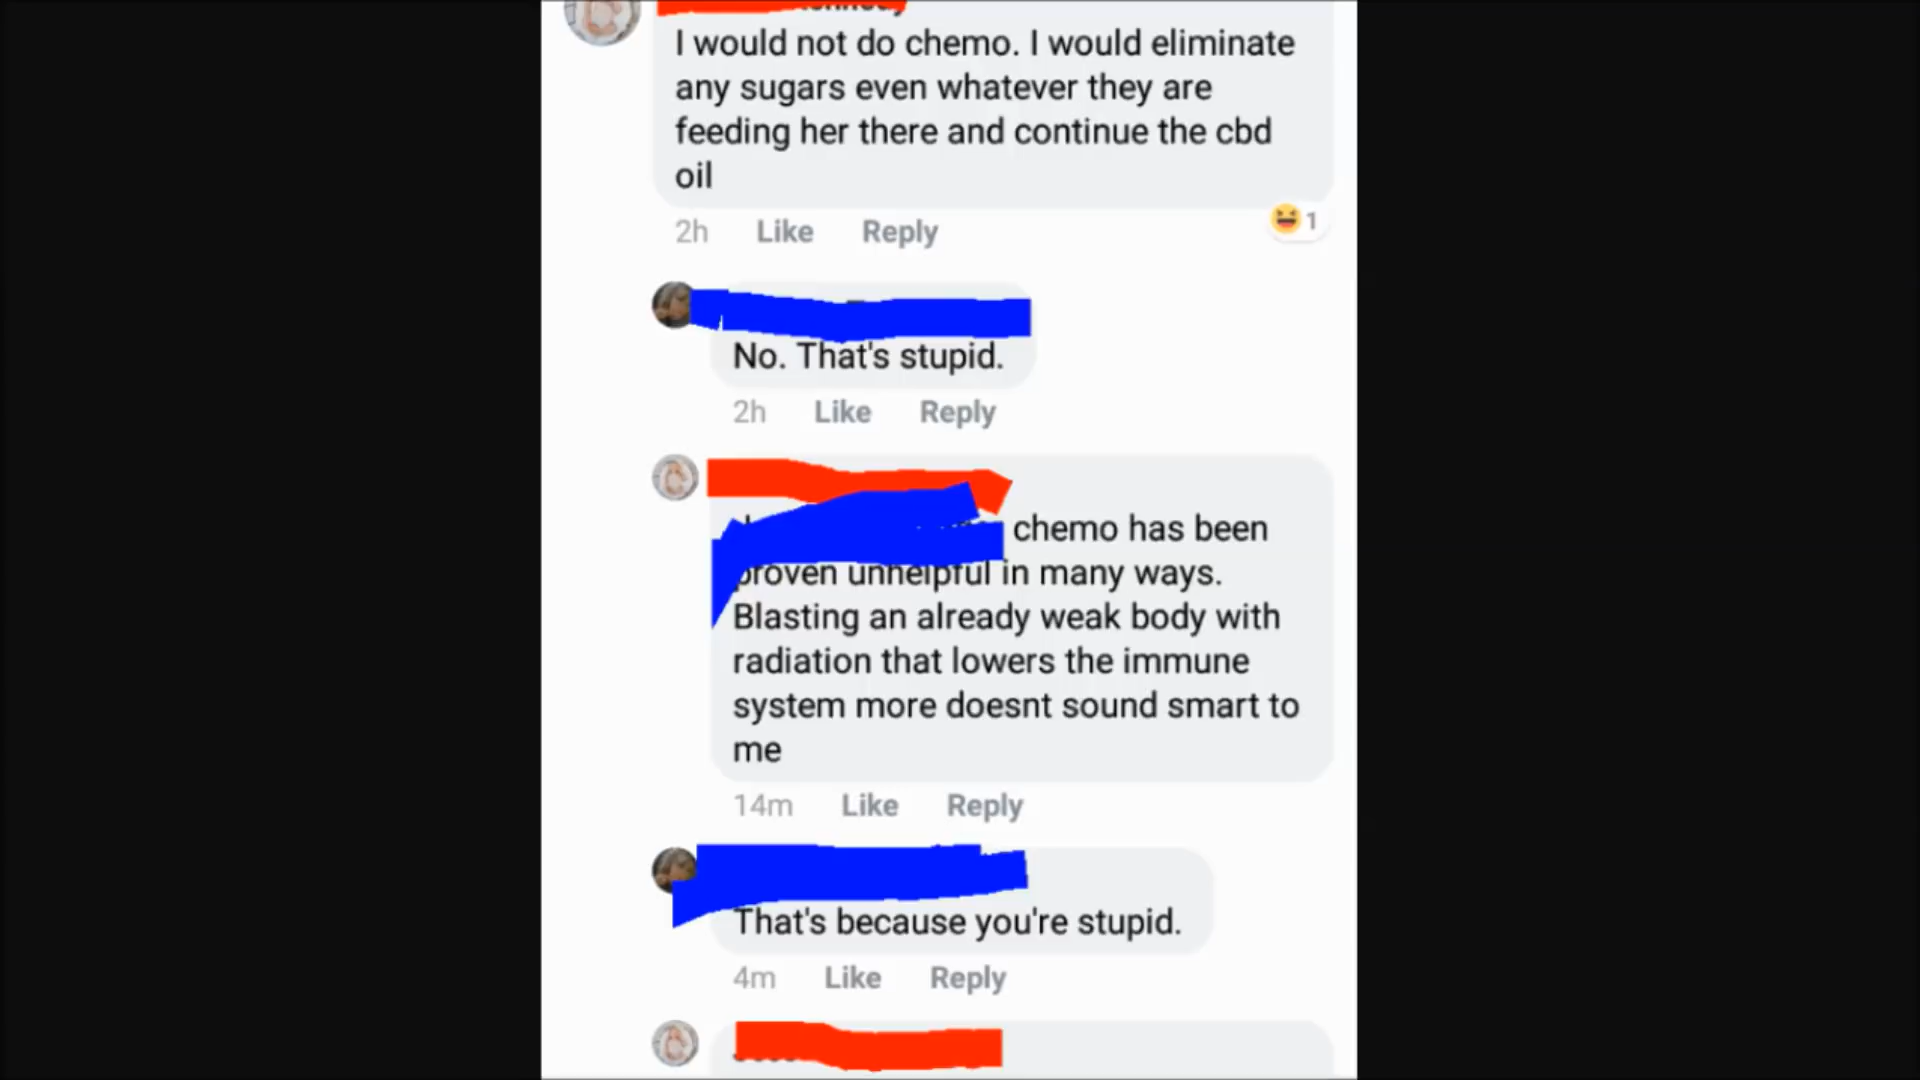 I would not do chemo. I would eliminate
any sugars even whatever they are
feeding her there and continue the cbd
oil
2h Like Reply 1
No. That's stupid.
2h Like Reply
chemo has been
proven unhelpful in many ways.
Blasting an already weak body with
radiation that lowers the immune
system more doesnt sound smart to
me
14m Like Reply
That's because you're stupid.
4m Like Reply